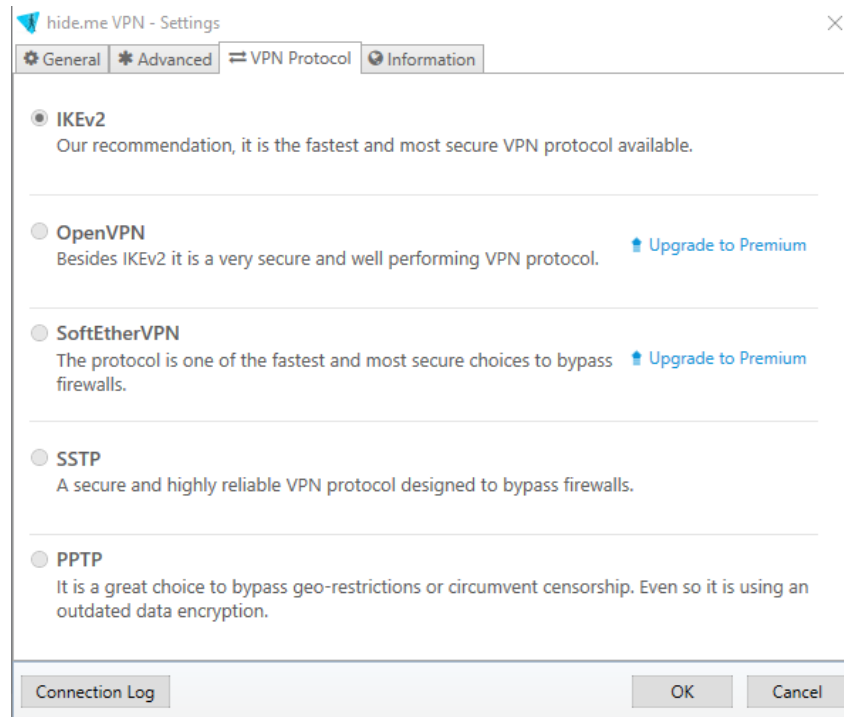 hide.me VPN - Settings
General Advanced VPN Protocol Information
IKEv2
Our recommendation, it is the fastest and most secure VPN protocol available.
OpenVPN
Besides IKEv2 it is a very secure and well performing VPN protocol.
Upgrade to Premium
SoftEtherVPN
The protocol is one of the fastest and most secure choices to bypass
firewalls.
Upgrade to Premium
SSTP
A secure and highly reliable VPN protocol designed to bypass firewalls.
PPTP
It is a great choice to bypass geo-restrictions or circumvent censorship. Even so it is using an
outdated data encryption.
Connection Log OK Cancel